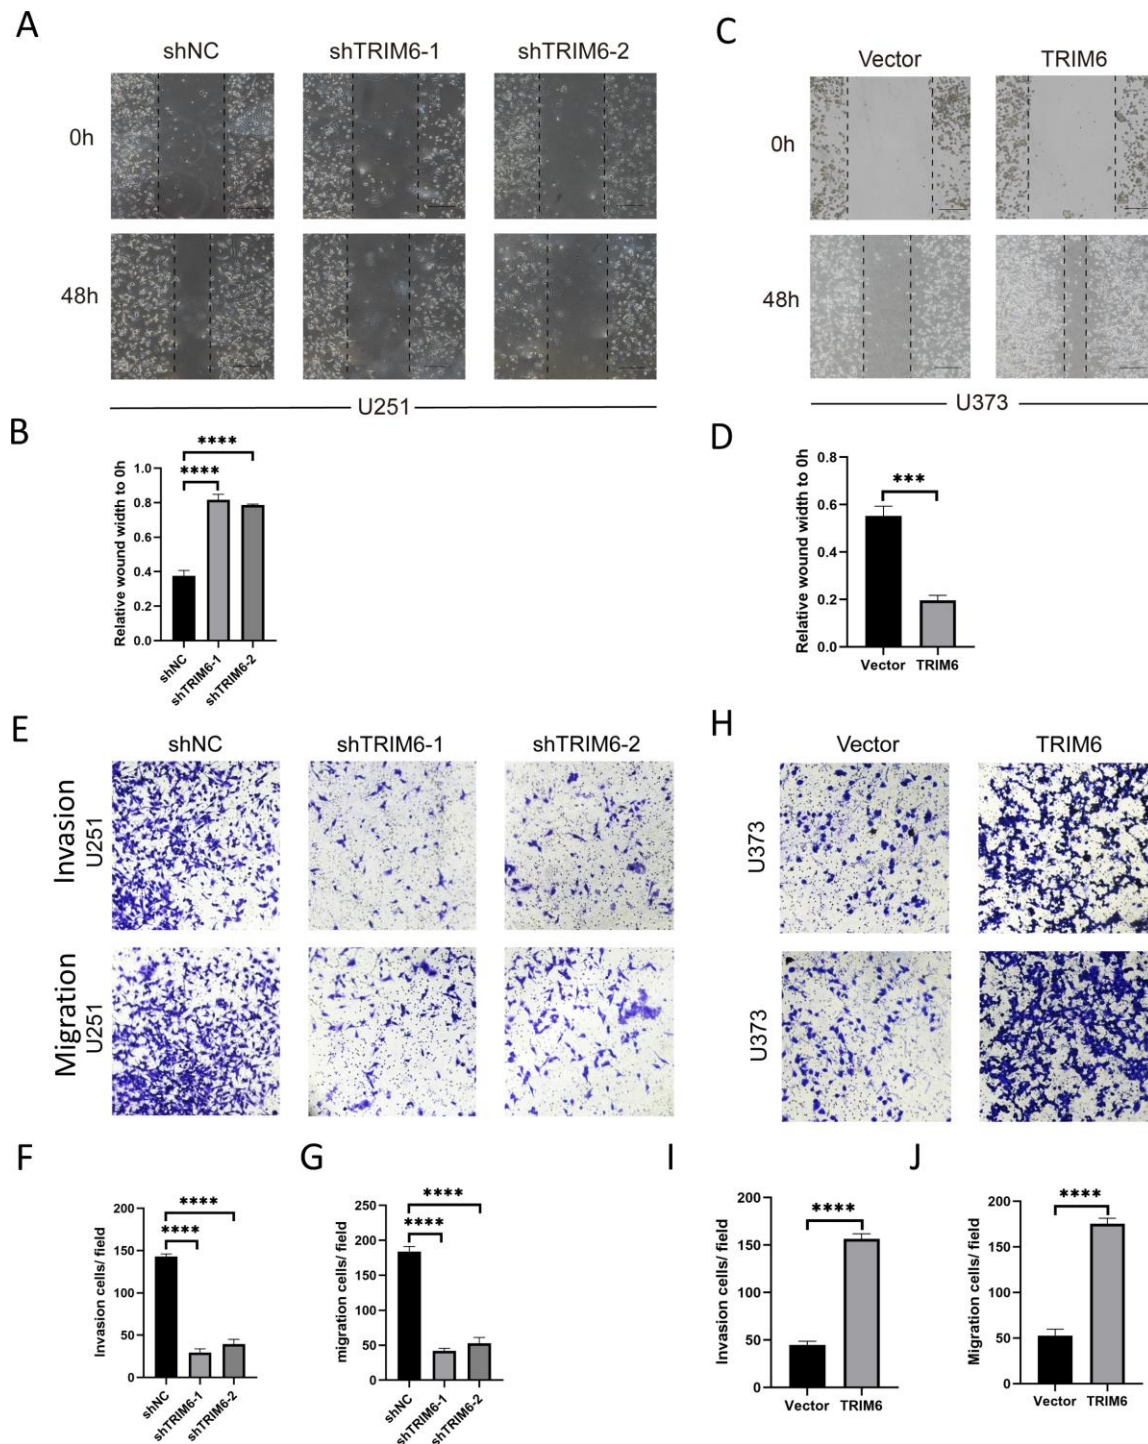 A
shNC shTRIM6-1 shTRIM6-2
0h
48h
U251
C
Vector TRIM6
0h
48h
U373
B
Relative wound width to 0h
1.0
0.8
0.6
0.4
0.2
0.0
****
****
shNC shTRIM6-1 shTRIM6-2
D
Relative wound width to 0h
0.8
0.6
0.4
0.2
0.0
***
Vector TRIM6
E
shNC shTRIM6-1 shTRIM6-2
Invasion
U251
Migration
U251
H
Vector TRIM6
U373
U373
F
Invasion cells/ field
200
150
100
50
0
****
****
shNC shTRIM6-1 shTRIM6-2
G
migration cells/ field
250
200
150
100
50
0
****
****
shNC shTRIM6-1 shTRIM6-2
I
Invasion cells/ field
200
150
100
50
0
****
Vector TRIM6
J
Migration cells/ field
200
150
100
50
0
****
Vector TRIM6